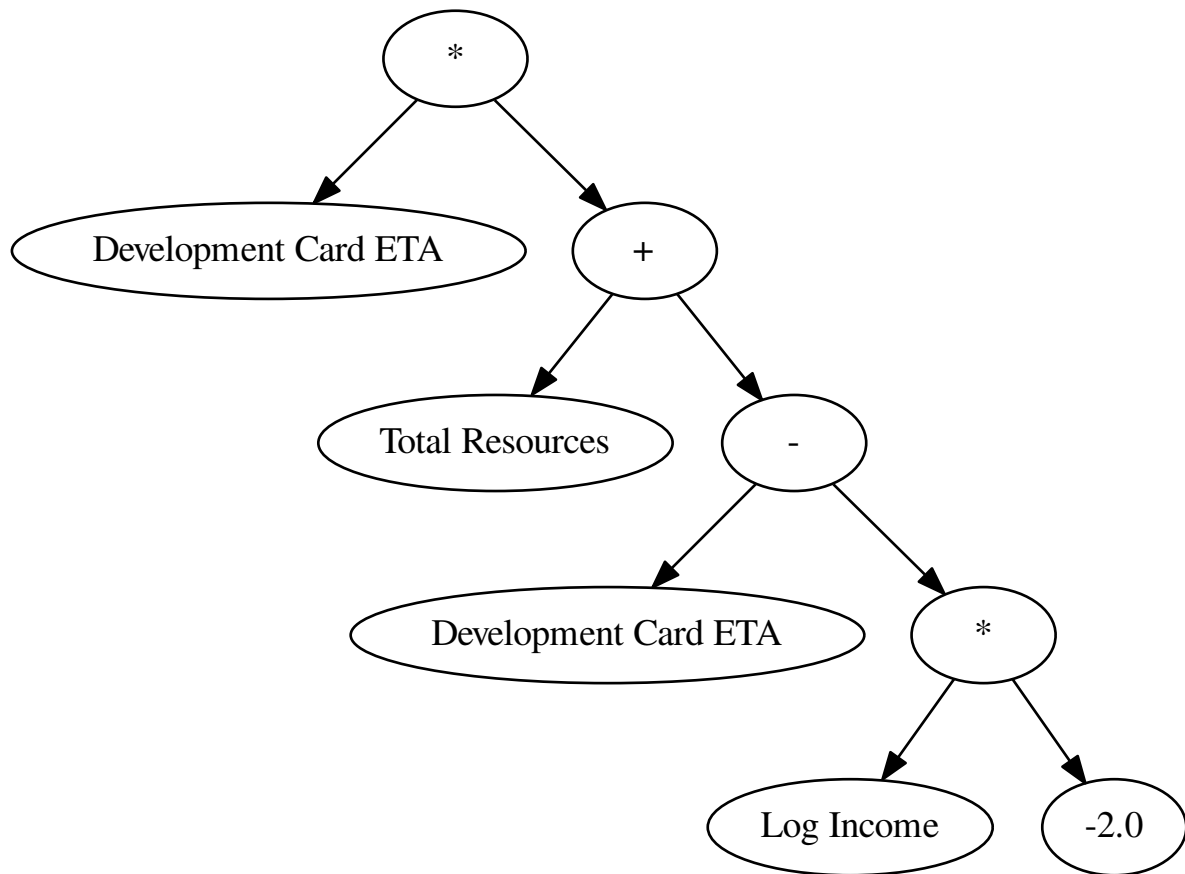 *
Development Card ETA
+
Total Resources
-
Development Card ETA
*
Log Income
-2.0